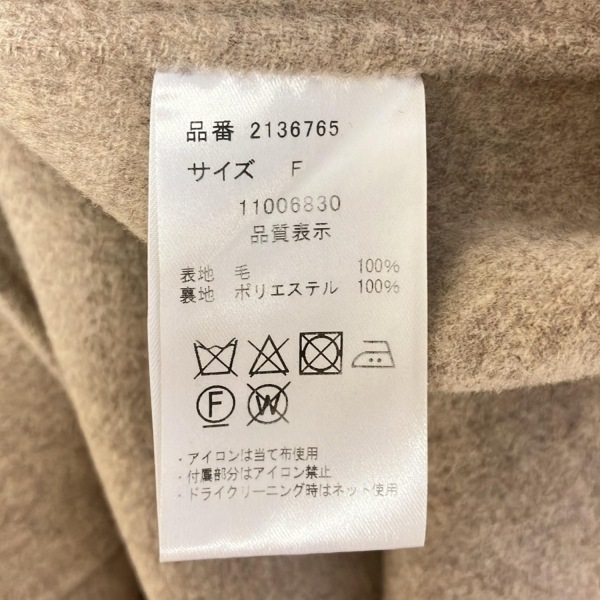 品番 2136765
サイズ F
11006830
品質表示
表地 毛 100%
裏地 ポリエステル 100%
F W
・アイロンは当て布使用
・付属部分はアイロン禁止
・ドライクリーニング時はネット使用